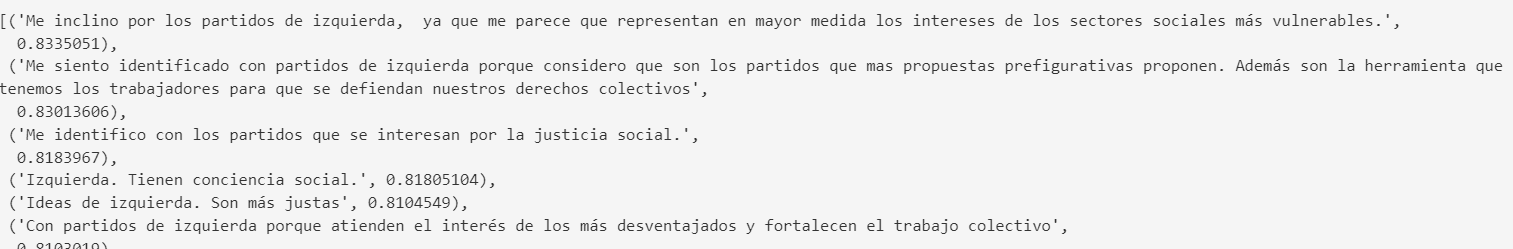 [('Me inclino por los partidos de izquierda,  ya que me parece que representan en mayor medida los intereses de los sectores sociales más vulnerables.',
0.8335051),
('Me siento identificado con partidos de izquierda porque considero que son los partidos que mas propuestas prefigurativas proponen. Además son la herramienta que
tenemos los trabajadores para que se defiendan nuestros derechos colectivos',
0.83013606),
('Me identifico con los partidos que se interesan por la justicia social.',
0.8183967),
('Izquierda. Tienen conciencia social.', 0.81805104),
('Ideas de izquierda. Son más justas', 0.8104549),
('Con partidos de izquierda porque atienden el interés de los más desventajados y fortalecen el trabajo colectivo',
0.8103019)